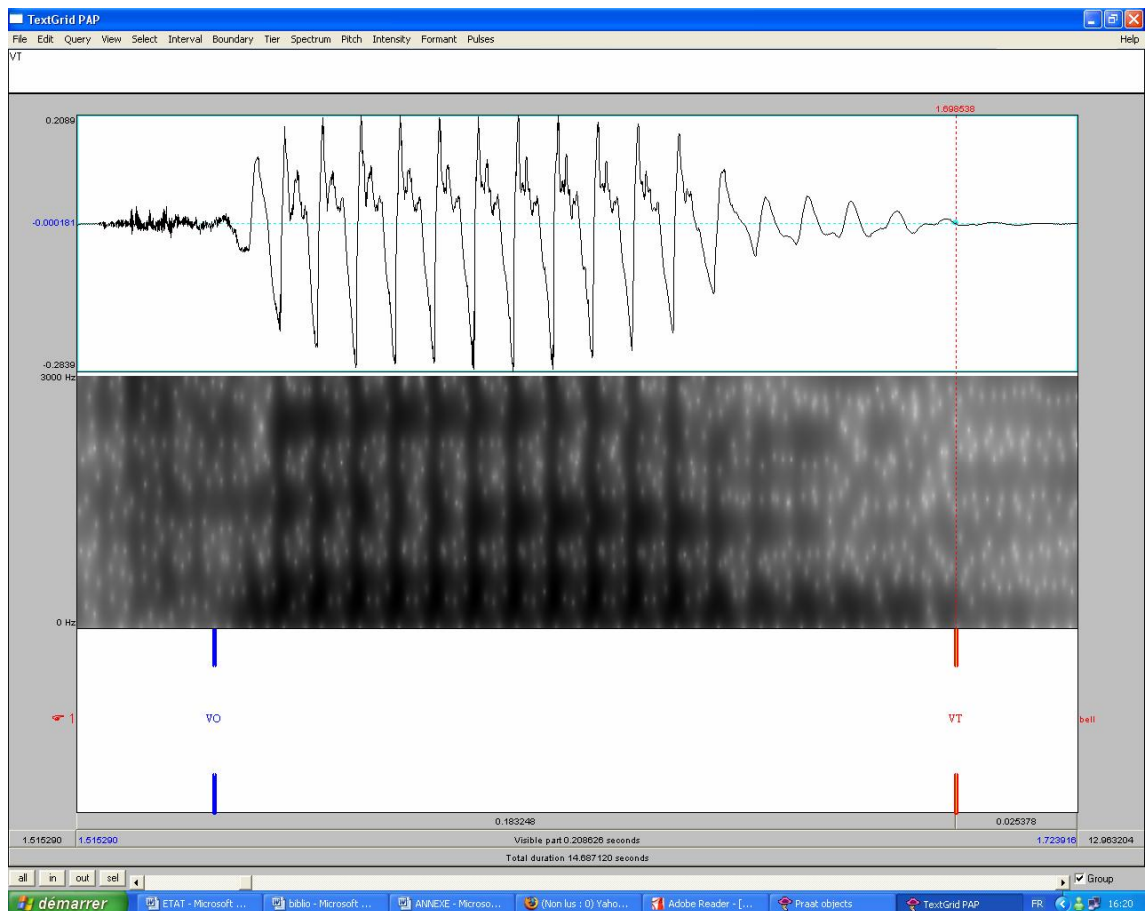 TextGrid PAP
File Edit Query View Select Interval Boundary Tier Spectrum Pitch Intensity Formant Pulses Help
VT
1.698538
0.2089
-0.000181
-0.2839
3000 Hz
0 Hz
1 VO VT bell
0.183248 0.025378
1.515290 1.515290 Visible part 0.208626 seconds 1.723916 12.963204
Total duration 14.687120 seconds
all in out sel Group
démarrer ETAT - Microsoft ... biblio - Microsoft ... ANNEXE - Microso... (Non lus : 0) Yaho... Adobe Reader - [... Praat objects TextGrid PAP FR 16:20